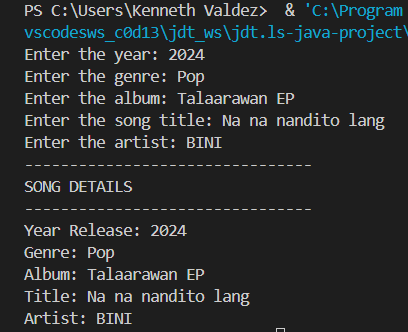 PS C:\Users\Kenneth Valdez>  & 'C:\Program
vscodesws_c0d13\jdt_ws\jdt.ls-java-project\
Enter the year: 2024
Enter the genre: Pop
Enter the album: Talaarawan EP
Enter the song title: Na na nandito lang
Enter the artist: BINI
--------------------------------
SONG DETAILS
--------------------------------
Year Release: 2024
Genre: Pop
Album: Talaarawan EP
Title: Na na nandito lang
Artist: BINI